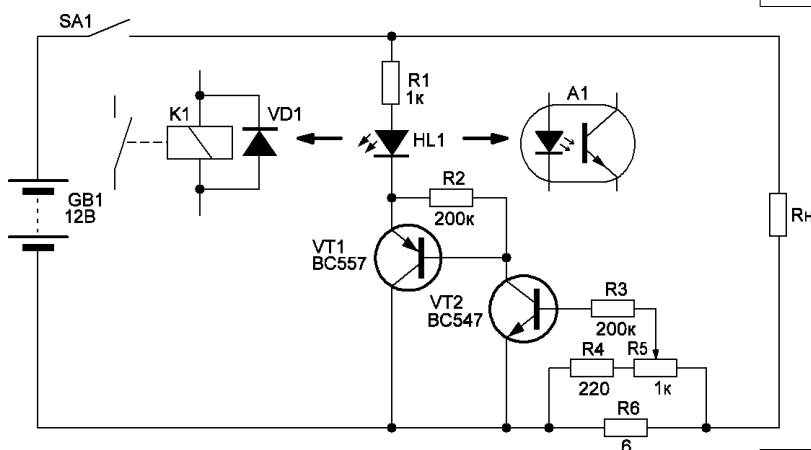 SA1
R1
1к
A1
K1
VD1
HL1
R2
200к
GB1
12В
Rн
VT1
BC557
VT2
BC547
R3
200к
R4
220
R5
1к
R6
6